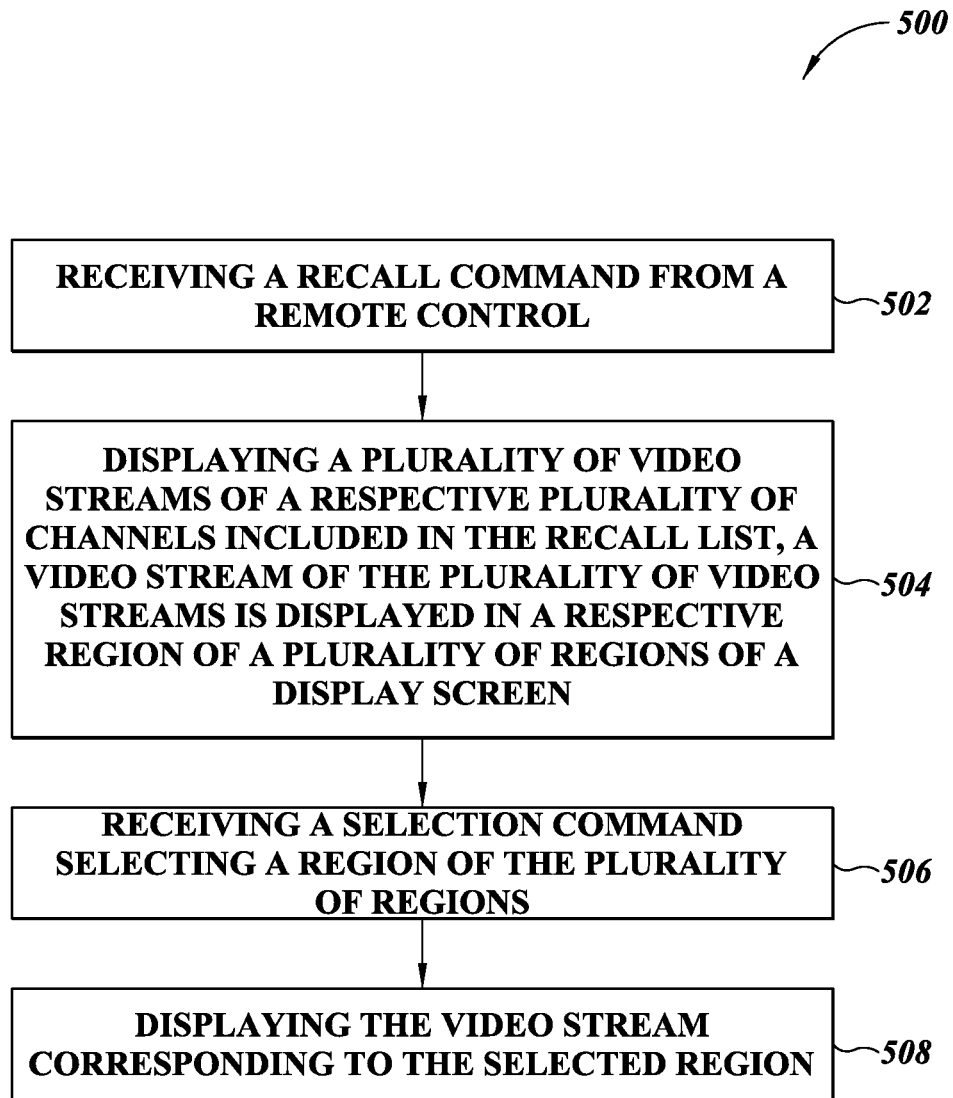 500
RECEIVING A RECALL COMMAND FROM A
REMOTE CONTROL
502
DISPLAYING A PLURALITY OF VIDEO
STREAMS OF A RESPECTIVE PLURALITY OF
CHANNELS INCLUDED IN THE RECALL LIST, A
VIDEO STREAM OF THE PLURALITY OF VIDEO
STREAMS IS DISPLAYED IN A RESPECTIVE
REGION OF A PLURALITY OF REGIONS OF A
DISPLAY SCREEN
504
RECEIVING A SELECTION COMMAND
SELECTING A REGION OF THE PLURALITY
OF REGIONS
506
DISPLAYING THE VIDEO STREAM
CORRESPONDING TO THE SELECTED REGION
508